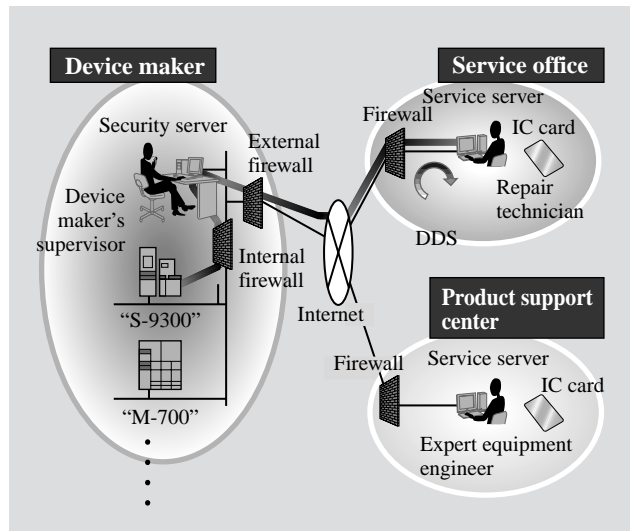 Device maker
Security server
External
firewall
Device
maker's
supervisor
Internal
firewall
“S-9300”
“M-700”
Internet
Service office
Service server
Firewall
IC card
Repair
technician
DDS
Product support
center
Service server
Firewall
IC card
Expert equipment
engineer